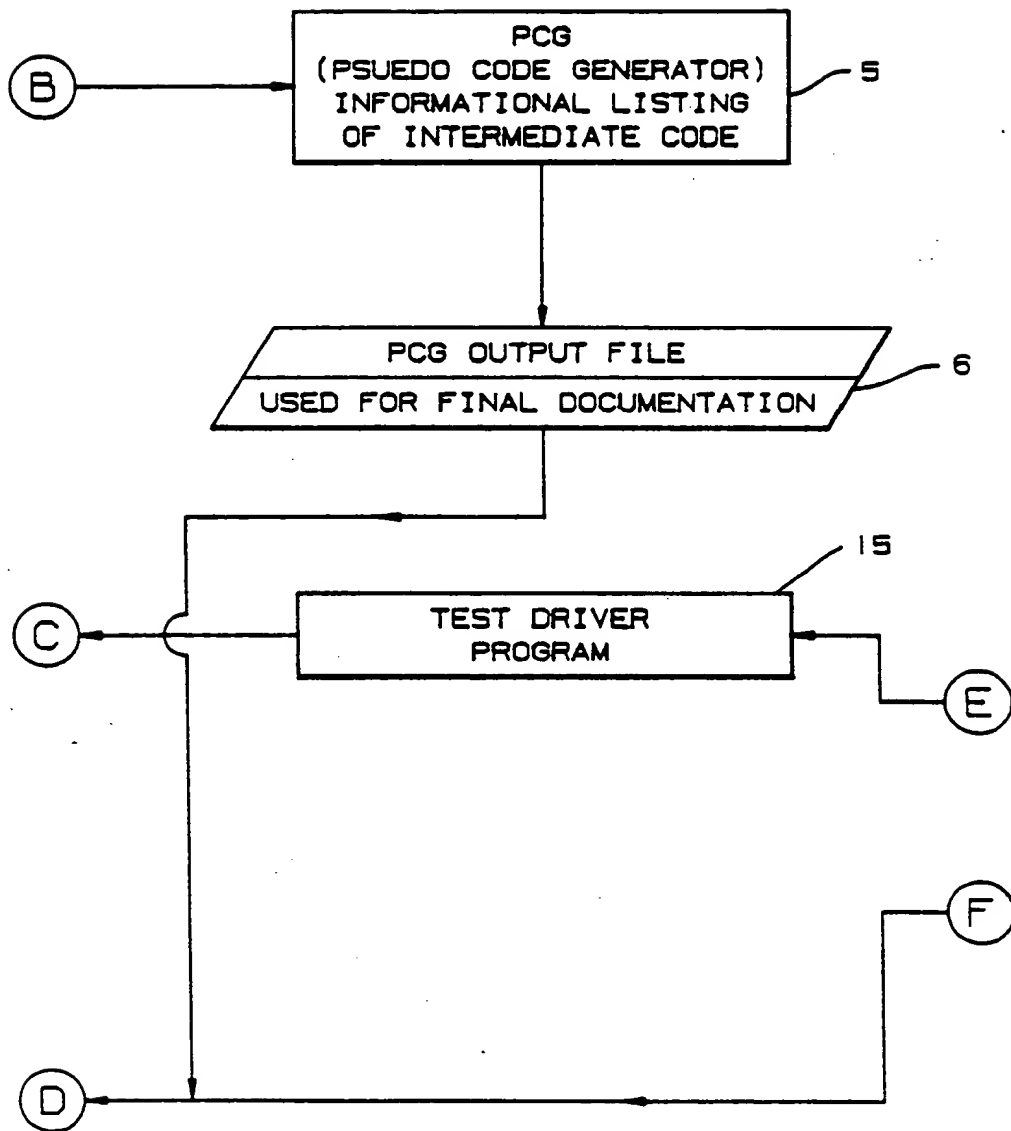 PCG
(PSUEDO CODE GENERATOR)
INFORMATIONAL LISTING
OF INTERMEDIATE CODE
B
5
PCG OUTPUT FILE
USED FOR FINAL DOCUMENTATION
6
15
TEST DRIVER
PROGRAM
C
E
F
D